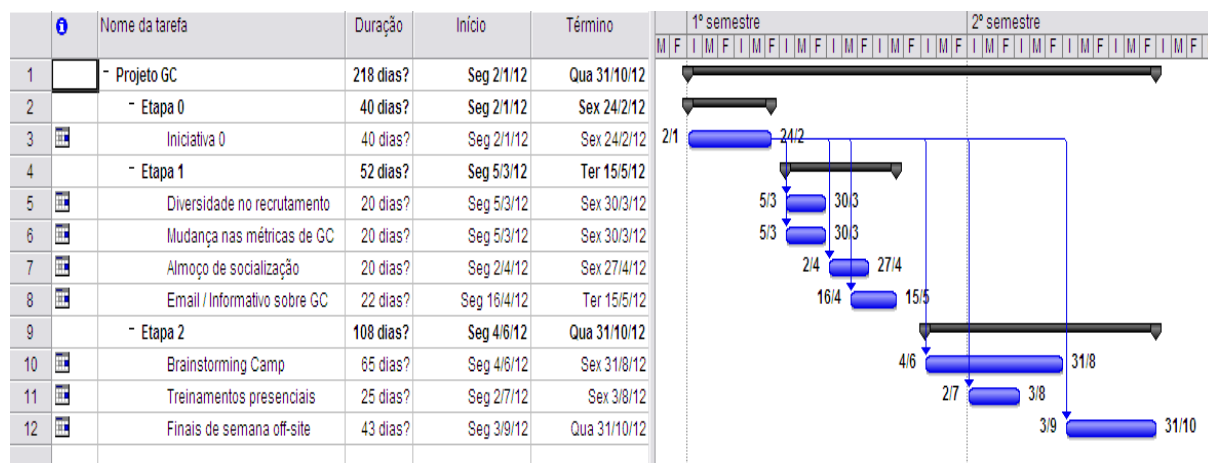 Nome da tarefa Duração Início Término 1º semestre 2º semestre
M F I M F I M F I M F I M F I M F I M F I M F I M F I M F I M F I M F I M F
1 Projeto GC 218 dias? Seg 2/1/12 Qua 31/10/12
2 Etapa 0 40 dias? Seg 2/1/12 Sex 24/2/12
3 Iniciativa 0 40 dias? Seg 2/1/12 Sex 24/2/12 2/1 24/2
4 Etapa 1 52 dias? Seg 5/3/12 Ter 15/5/12
5 Diversidade no recrutamento 20 dias? Seg 5/3/12 Sex 30/3/12 5/3 30/3
6 Mudança nas métricas de GC 20 dias? Seg 5/3/12 Sex 30/3/12 5/3 30/3
7 Almoço de socialização 20 dias? Seg 2/4/12 Sex 27/4/12 2/4 27/4
8 Email / Informativo sobre GC 22 dias? Seg 16/4/12 Ter 15/5/12 16/4 15/5
9 Etapa 2 108 dias? Seg 4/6/12 Qua 31/10/12
10 Brainstorming Camp 65 dias? Seg 4/6/12 Sex 31/8/12 4/6 31/8
11 Treinamentos presenciais 25 dias? Seg 2/7/12 Sex 3/8/12 2/7 3/8
12 Finais de semana off-site 43 dias? Seg 3/9/12 Qua 31/10/12 3/9 31/10